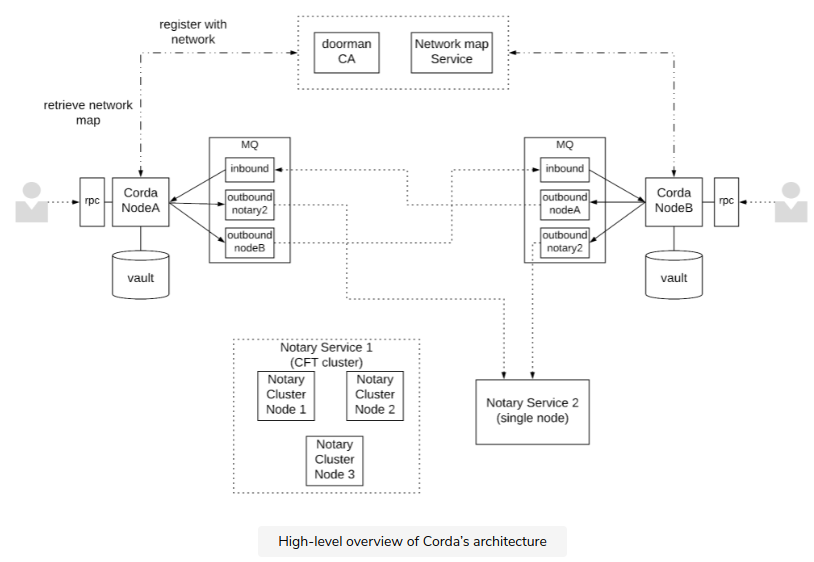 register with
network
doorman
CA
Network map
Service
retrieve network
map
MQ
inbound
outbound
notary2
outbound
nodeB
rpc
Corda
NodeA
vault
MQ
inbound
outbound
nodeA
outbound
notary2
Corda
NodeB
rpc
vault
Notary Service 1
(CFT cluster)
Notary
Cluster
Node 1
Notary
Cluster
Node 2
Notary
Cluster
Node 3
Notary Service 2
(single node)
High-level overview of Corda's architecture